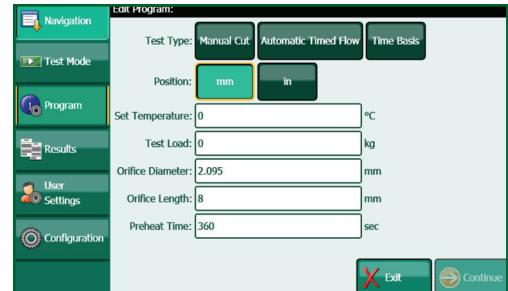 Edit Program:
Navigation
Test Type: Manual Cut Automatic Timed Flow Time Basis
Test Mode
Position: mm in
Program
Set Temperature: 0 °C
Test Load: 0 kg
Results
Orifice Diameter: 2.095 mm
User
Settings
Orifice Length: 8 mm
Preheat Time: 360 sec
Configuration
Exit Continue